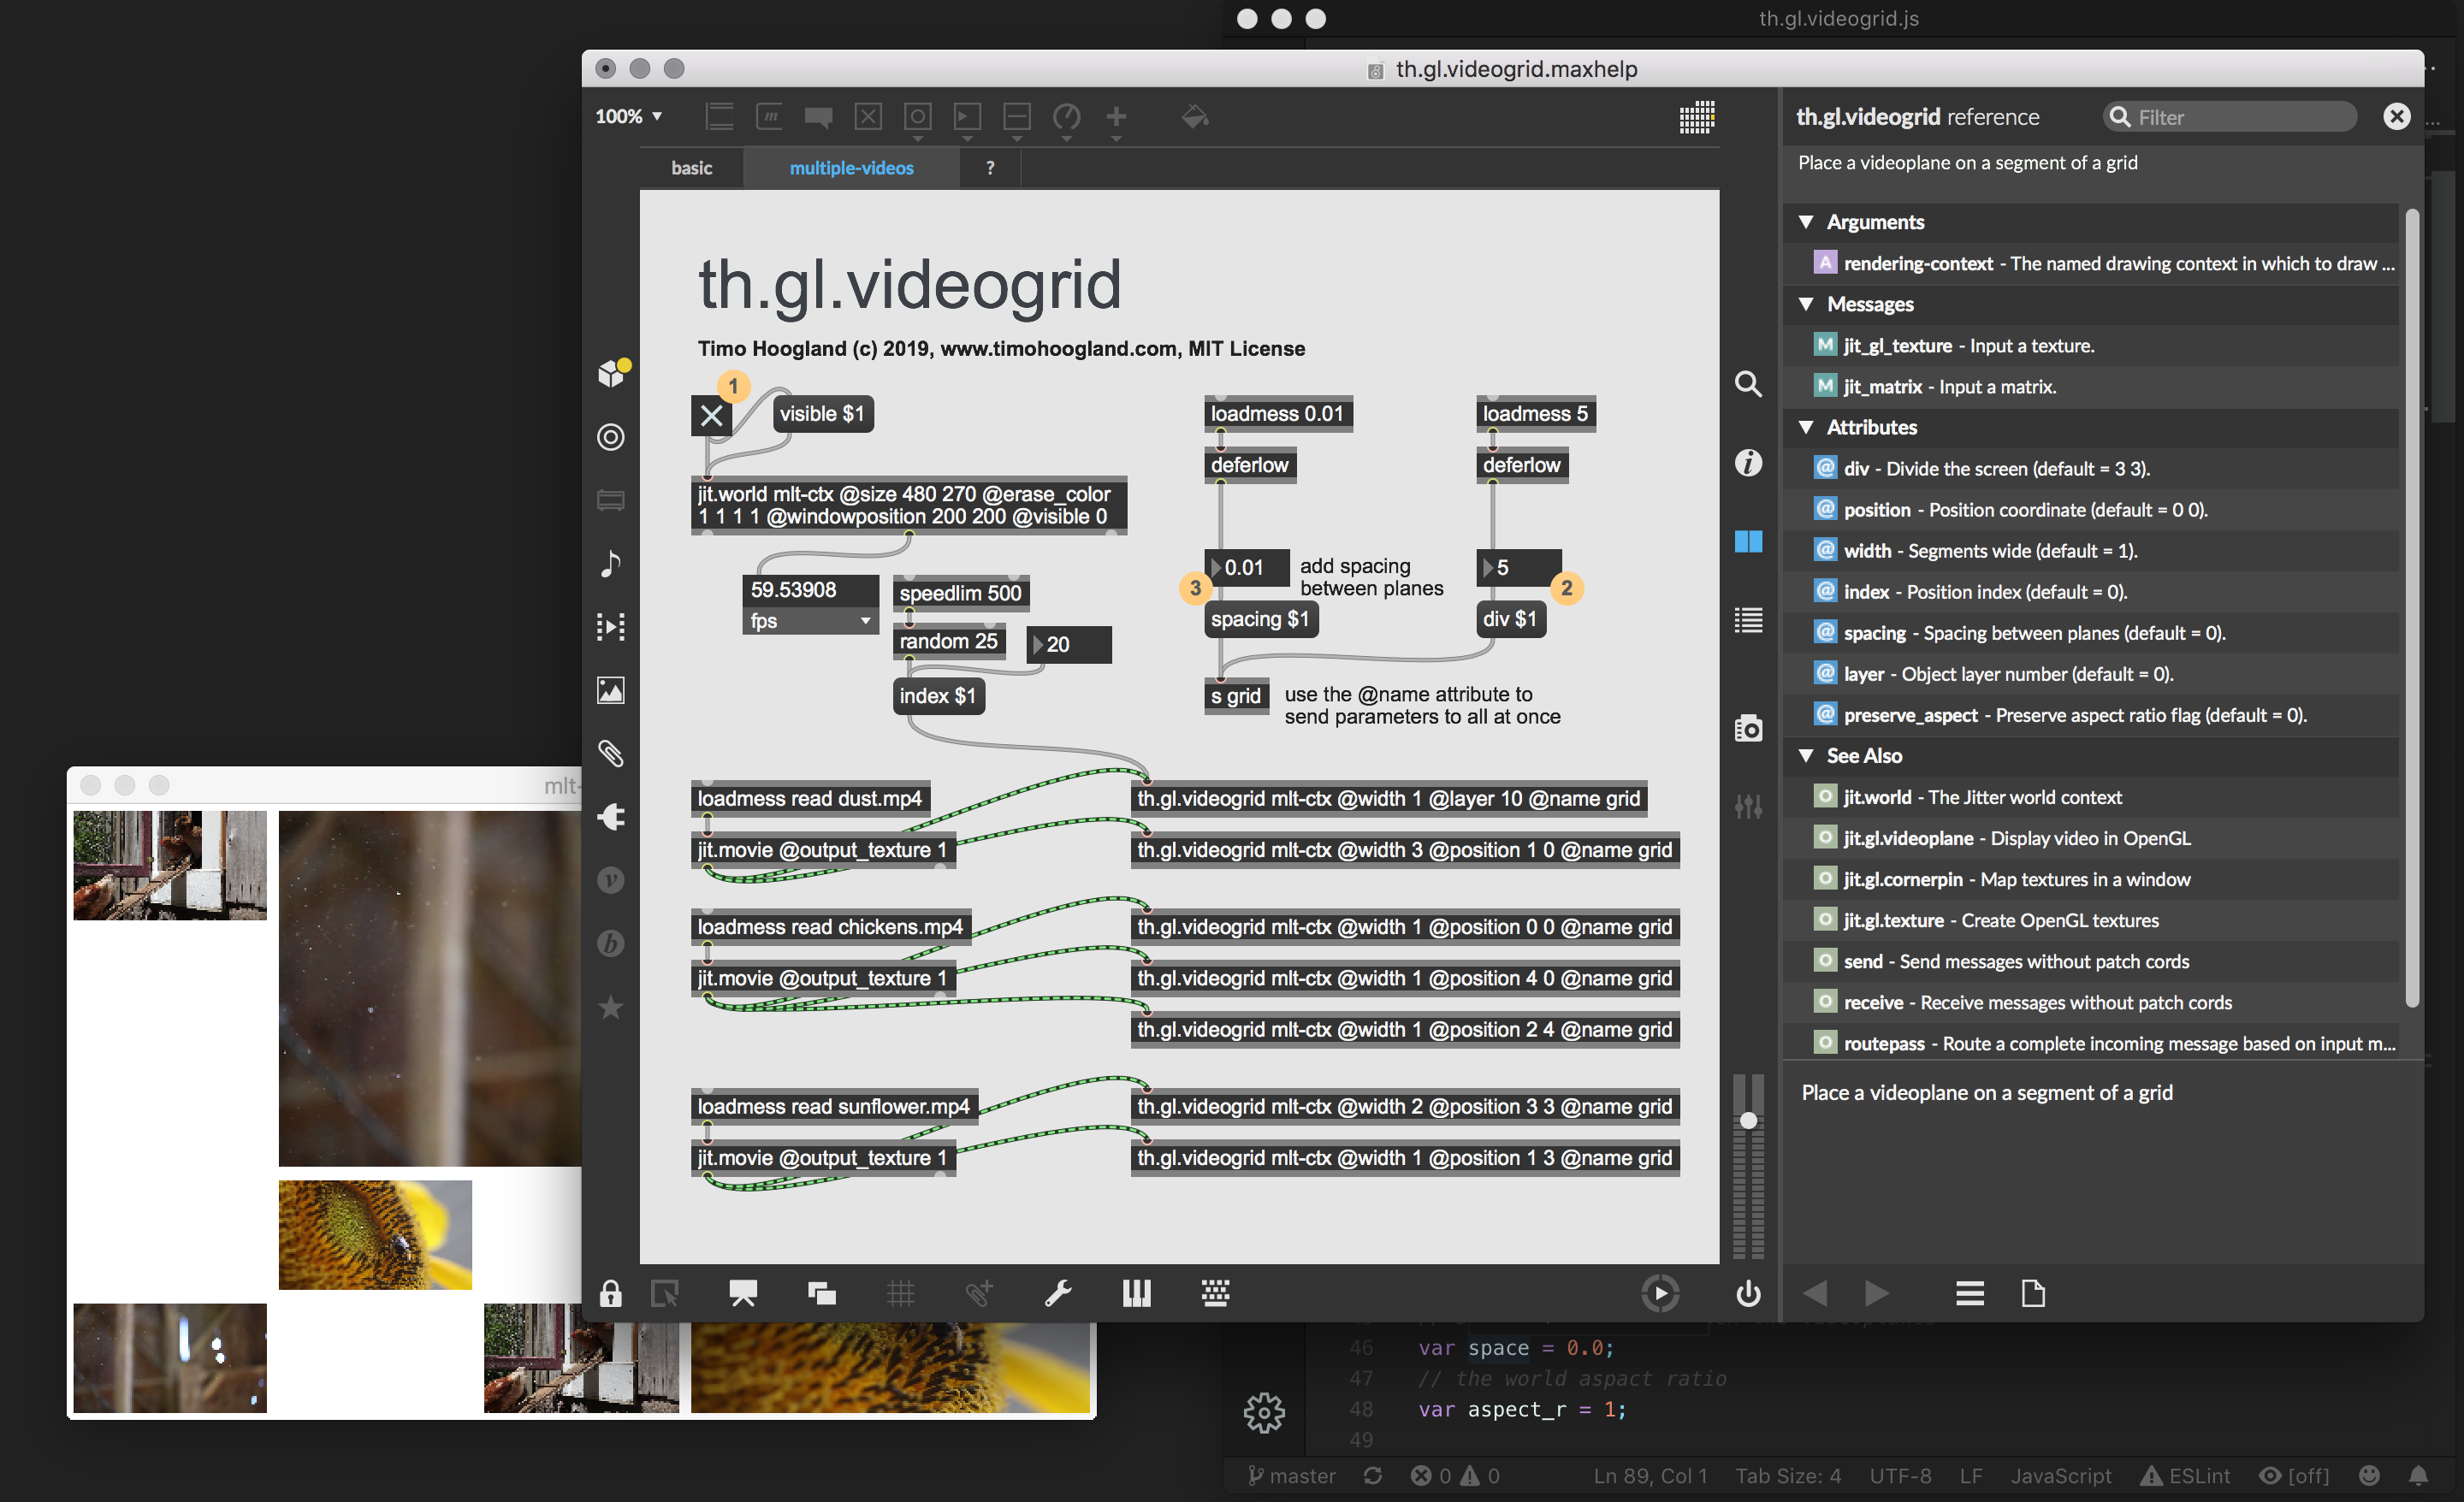 th.gl.videogrid.js
th.gl.videogrid.maxhelp
100%
th.gl.videogrid reference
Filter
basic
multiple-videos
?
Place a videoplane on a segment of a grid
th.gl.videogrid
Timo Hoogland (c) 2019, www.timohoogland.com, MIT License
1
visible $1
jit.world mlt-ctx @size 480 270 @erase_color
1 1 1 1 @windowposition 200 200 @visible 0
59.53908
fps
speedlim 500
random 25
20
index $1
loadmess 0.01
deferlow
0.01
add spacing
between planes
3
spacing $1
loadmess 5
deferlow
5
2
div $1
s grid
use the @name attribute to
send parameters to all at once
loadmess read dust.mp4
jit.movie @output_texture 1
th.gl.videogrid mlt-ctx @width 1 @layer 10 @name grid
th.gl.videogrid mlt-ctx @width 3 @position 1 0 @name grid
loadmess read chickens.mp4
jit.movie @output_texture 1
th.gl.videogrid mlt-ctx @width 1 @position 0 0 @name grid
th.gl.videogrid mlt-ctx @width 1 @position 4 0 @name grid
th.gl.videogrid mlt-ctx @width 1 @position 2 4 @name grid
loadmess read sunflower.mp4
jit.movie @output_texture 1
th.gl.videogrid mlt-ctx @width 2 @position 3 3 @name grid
th.gl.videogrid mlt-ctx @width 1 @position 1 3 @name grid
Arguments
A rendering-context - The named drawing context in which to draw ...
Messages
M jit_gl_texture - Input a texture.
M jit_matrix - Input a matrix.
Attributes
@ div - Divide the screen (default = 3 3).
@ position - Position coordinate (default = 0 0).
@ width - Segments wide (default = 1).
@ index - Position index (default = 0).
@ spacing - Spacing between planes (default = 0).
@ layer - Object layer number (default = 0).
@ preserve_aspect - Preserve aspect ratio flag (default = 0).
See Also
O jit.world - The Jitter world context
O jit.gl.videoplane - Display video in OpenGL
O jit.gl.cornerpin - Map textures in a window
O jit.gl.texture - Create OpenGL textures
O send - Send messages without patch cords
O receive - Receive messages without patch cords
O routepass - Route a complete incoming message based on input m...
Place a videoplane on a segment of a grid
mlt-
46 var space = 0.0;
47 // the world aspact ratio
48 var aspect_r = 1;
49
master 0 0 Ln 89, Col 1 Tab Size: 4 UTF-8 LF JavaScript ESLint [off]